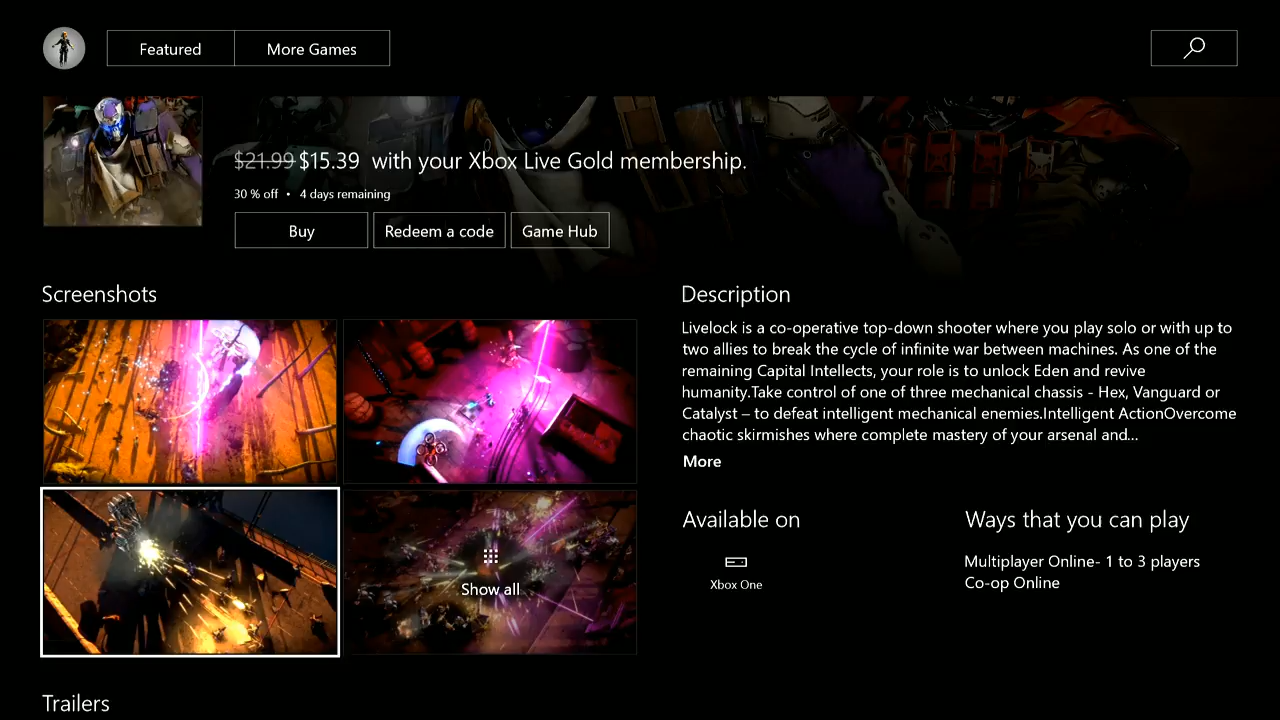 Featured
More Games
$21.99 $15.39 with your Xbox Live Gold membership.
30 % off • 4 days remaining
Buy
Redeem a code
Game Hub
Screenshots
Show all
Description
Livelock is a co-operative top-down shooter where you play solo or with up to
two allies to break the cycle of infinite war between machines. As one of the
remaining Capital Intellects, your role is to unlock Eden and revive
humanity.Take control of one of three mechanical chassis - Hex, Vanguard or
Catalyst – to defeat intelligent mechanical enemies.Intelligent ActionOvercome
chaotic skirmishes where complete mastery of your arsenal and...
More
Available on
Xbox One
Ways that you can play
Multiplayer Online- 1 to 3 players
Co-op Online
Trailers